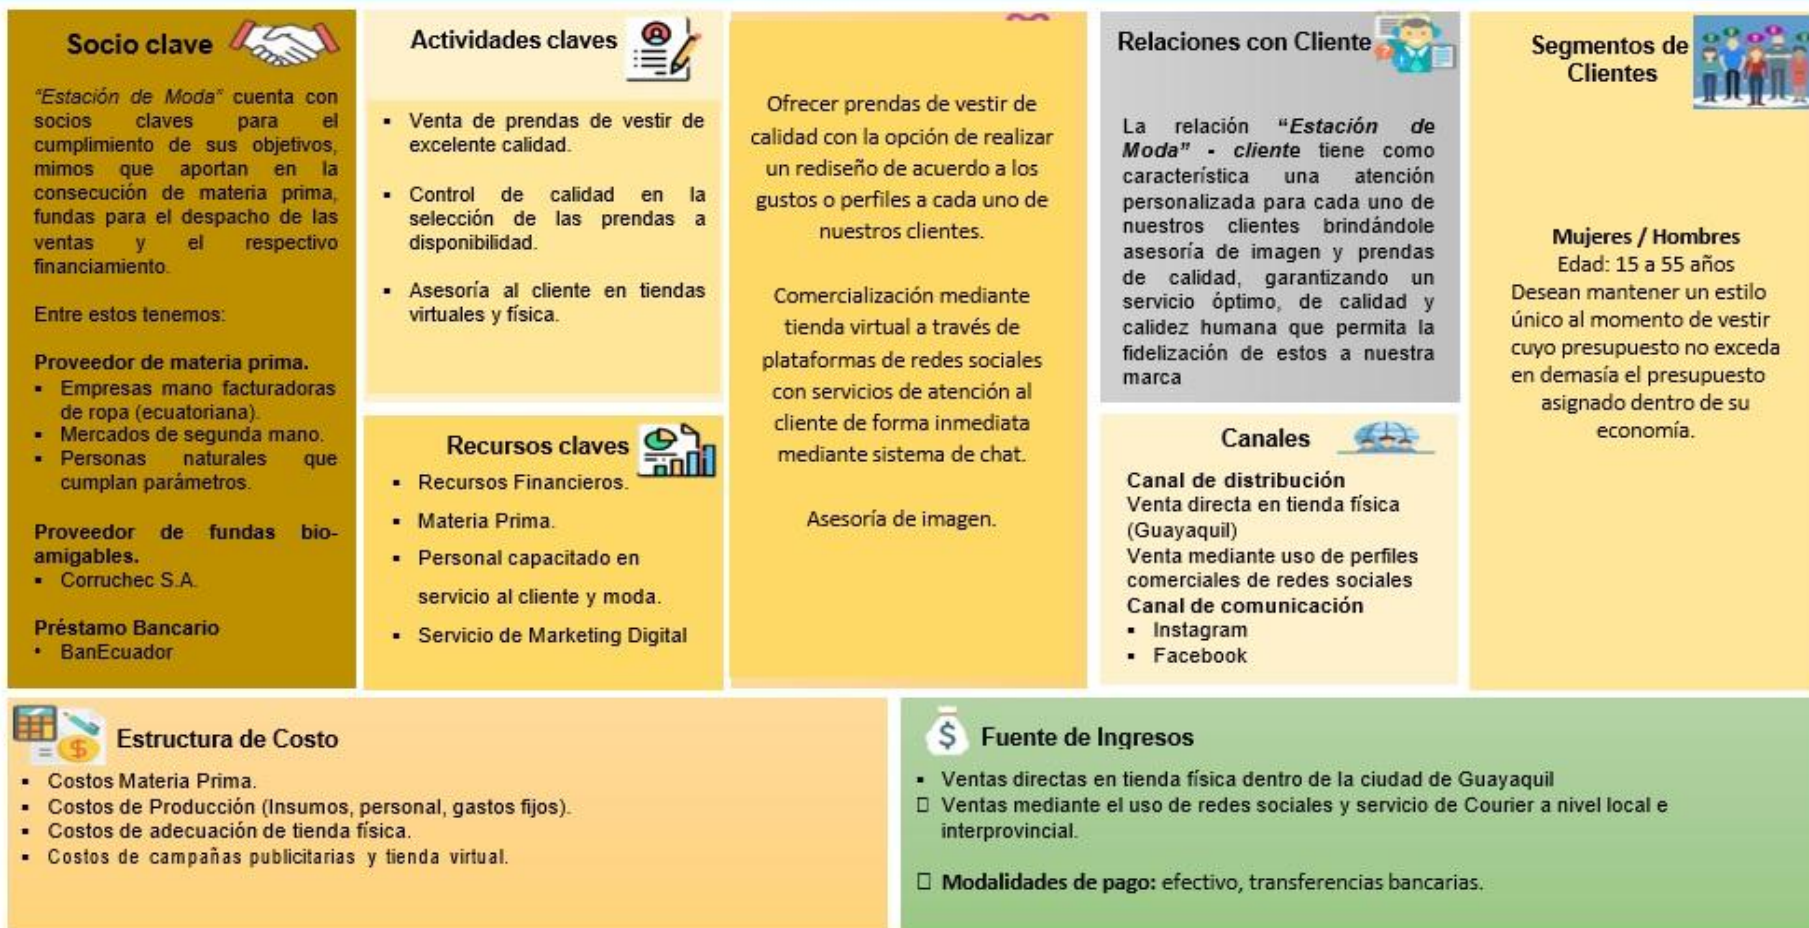 Socio clave
"Estación de Moda" cuenta con
socios claves para el
cumplimiento de sus objetivos,
mimos que aportan en la
consecución de materia prima,
fundas para el despacho de las
ventas y el respectivo
financiamiento.
Entre estos tenemos:
Proveedor de materia prima.
▪ Empresas mano facturadoras
de ropa (ecuatoriana).
▪ Mercados de segunda mano.
▪ Personas naturales que
cumplan parámetros.
Proveedor de fundas bio-
amigables.
▪ Corruchec S.A.
Préstamo Bancario
• BanEcuador
Actividades claves
▪ Venta de prendas de vestir de
excelente calidad.
▪ Control de calidad en la
selección de las prendas a
disponibilidad.
▪ Asesoría al cliente en tiendas
virtuales y física.
Recursos claves
▪ Recursos Financieros.
▪ Materia Prima.
▪ Personal capacitado en
servicio al cliente y moda.
▪ Servicio de Marketing Digital
Ofrecer prendas de vestir de
calidad con la opción de realizar
un rediseño de acuerdo a los
gustos o perfiles a cada uno de
nuestros clientes.
Comercialización mediante
tienda virtual a través de
plataformas de redes sociales
con servicios de atención al
cliente de forma inmediata
mediante sistema de chat.
Asesoría de imagen.
Relaciones con Cliente
La relación "Estación de
Moda" - cliente tiene como
característica una atención
personalizada para cada uno de
nuestros clientes brindándole
asesoría de imagen y prendas
de calidad, garantizando un
servicio óptimo, de calidad y
calidez humana que permita la
fidelización de estos a nuestra
marca
Canales
Canal de distribución
Venta directa en tienda física
(Guayaquil)
Venta mediante uso de perfiles
comerciales de redes sociales
Canal de comunicación
▪ Instagram
▪ Facebook
Segmentos de
Clientes
Mujeres / Hombres
Edad: 15 a 55 años
Desean mantener un estilo
único al momento de vestir
cuyo presupuesto no exceda
en demasía el presupuesto
asignado dentro de su
economía.
Estructura de Costo
▪ Costos Materia Prima.
▪ Costos de Producción (Insumos, personal, gastos fijos).
▪ Costos de adecuación de tienda física.
▪ Costos de campañas publicitarias y tienda virtual.
Fuente de Ingresos
▪ Ventas directas en tienda física dentro de la ciudad de Guayaquil
□ Ventas mediante el uso de redes sociales y servicio de Courier a nivel local e
interprovincial.
□ Modalidades de pago: efectivo, transferencias bancarias.